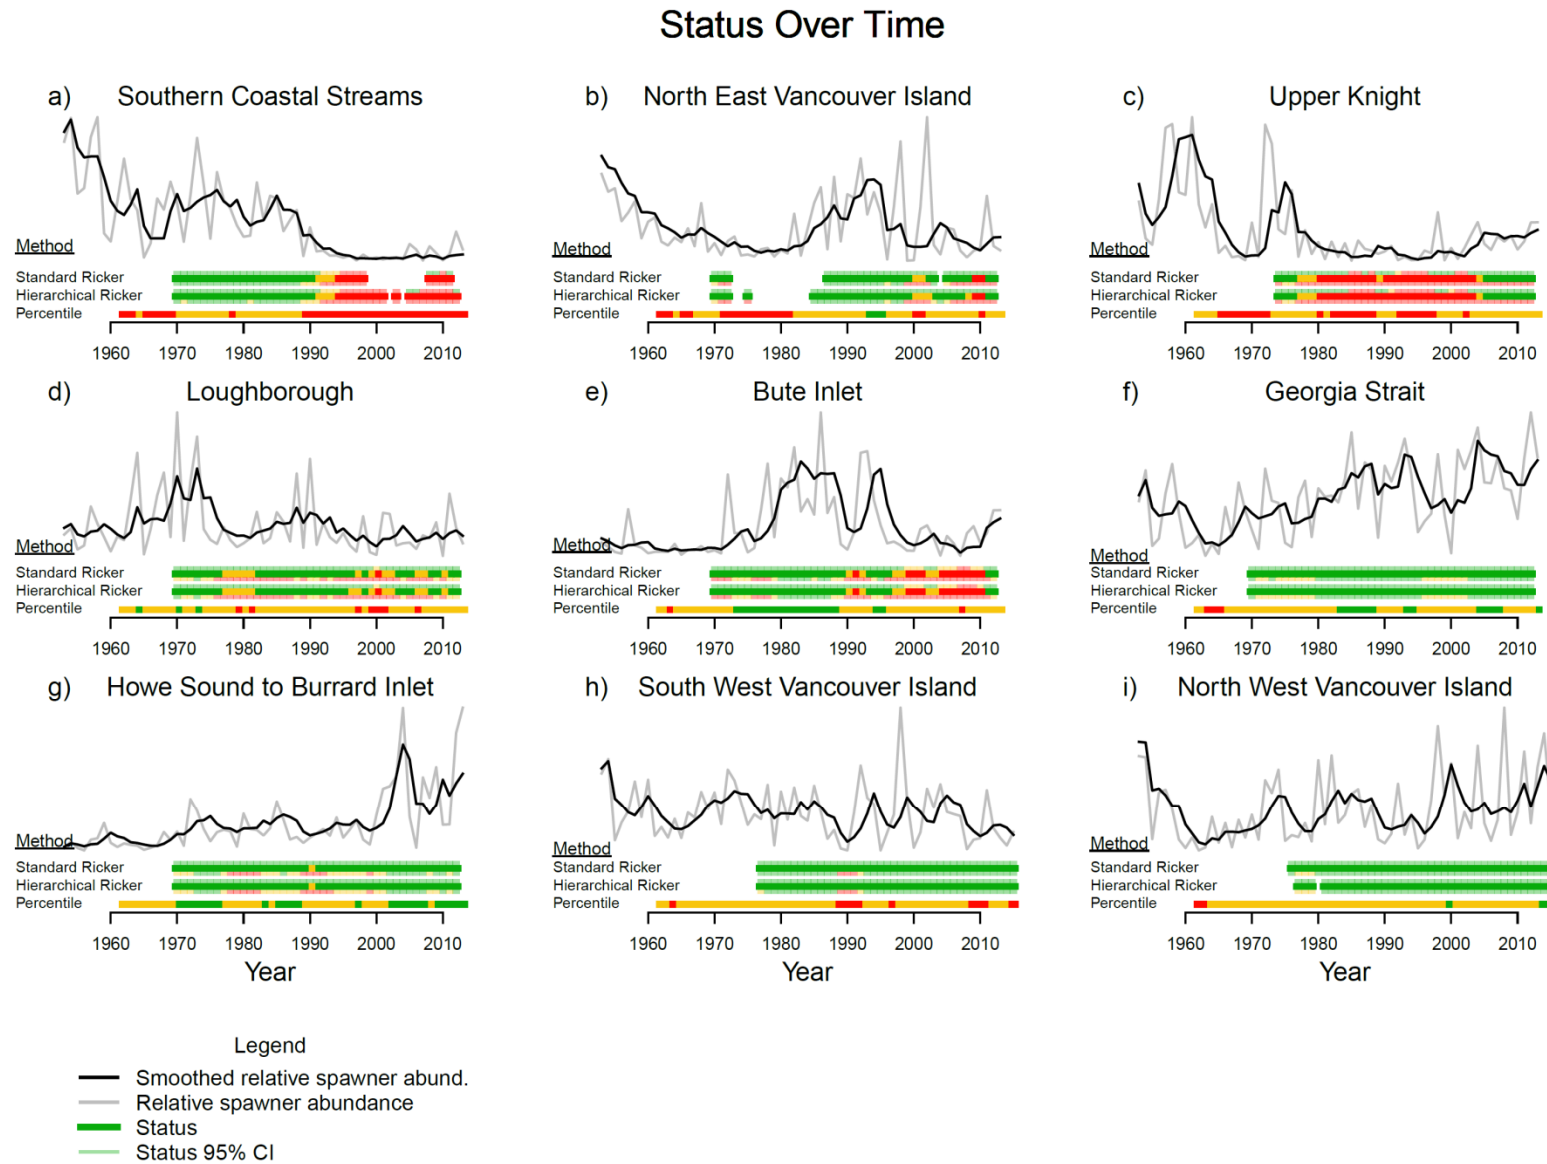 Status Over Time
a) Southern Coastal Streams
b) North East Vancouver Island
c) Upper Knight
Method
Standard Ricker
Hierarchical Ricker
Percentile
1960 1970 1980 1990 2000 2010
Method
Standard Ricker
Hierarchical Ricker
Percentile
1960 1970 1980 1990 2000 2010
Method
Standard Ricker
Hierarchical Ricker
Percentile
1960 1970 1980 1990 2000 2010
d) Loughborough
e) Bute Inlet
f) Georgia Strait
Method
Standard Ricker
Hierarchical Ricker
Percentile
1960 1970 1980 1990 2000 2010
Method
Standard Ricker
Hierarchical Ricker
Percentile
1960 1970 1980 1990 2000 2010
Method
Standard Ricker
Hierarchical Ricker
Percentile
1960 1970 1980 1990 2000 2010
g) Howe Sound to Burrard Inlet
h) South West Vancouver Island
i) North West Vancouver Island
Method
Standard Ricker
Hierarchical Ricker
Percentile
1960 1970 1980 1990 2000 2010
Year
Method
Standard Ricker
Hierarchical Ricker
Percentile
1960 1970 1980 1990 2000 2010
Year
Method
Standard Ricker
Hierarchical Ricker
Percentile
1960 1970 1980 1990 2000 2010
Year
Legend
Smoothed relative spawner abund.
Relative spawner abundance
Status
Status 95% CI